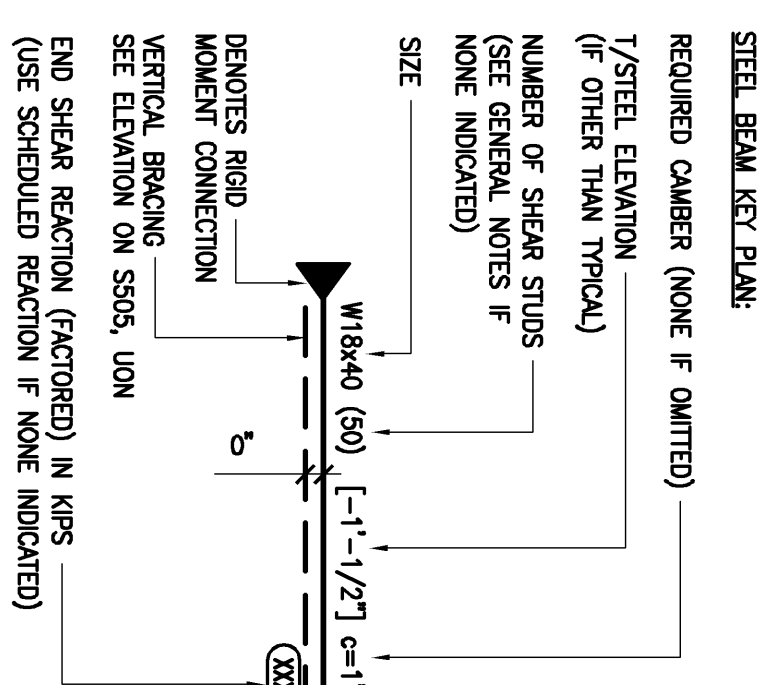 STEEL BEAM KEY PLAN:
REQUIRED CAMBER (NONE IF OMITTED)
T/STEEL ELEVATION
(IF OTHER THAN TYPICAL)
NUMBER OF SHEAR STUDS
(SEE GENERAL NOTES IF
NONE INDICATED)
SIZE
W18x40 (50) [-1'-1/2"] c=1"
0"
DENOTES RIGID
MOMENT CONNECTION
VERTICAL BRACING
SEE ELEVATION ON S505, UON
END SHEAR REACTION (FACTORED) IN KIPS
(USE SCHEDULED REACTION IF NONE INDICATED)